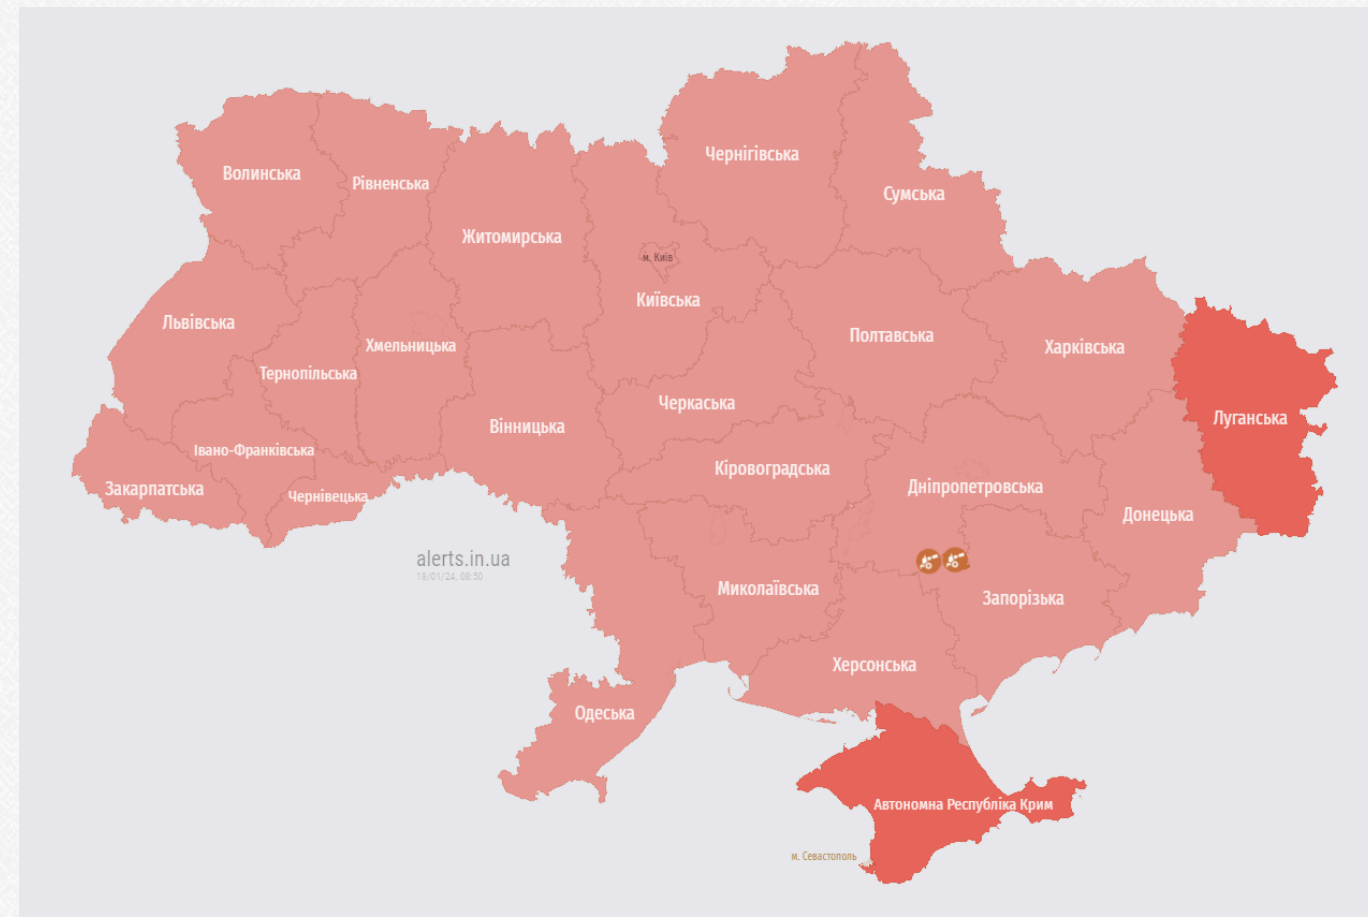 Чернігівська
Волинська
Рівненська
Сумська
Житомирська
м. Київ
Київська
Львівська
Полтавська
Хмельницька
Харківська
Тернопільська
Черкаська
Луганська
Вінницька
Івано-Франківська
Кіровоградська
Закарпатська
Дніпропетровська
Чернівецька
Донецька
alerts.in.ua
18/01/24, 08:50
Миколаївська
Запорізька
Херсонська
Одеська
Автономна Республіка Крим
м. Севастополь